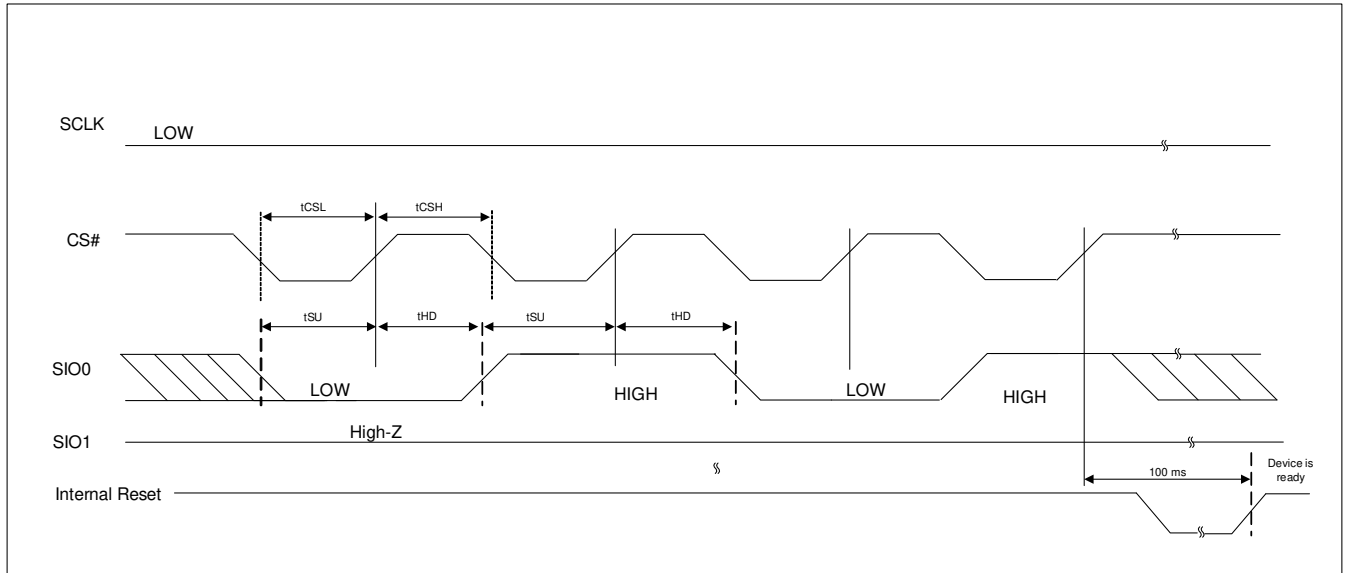 SCLK
LOW
tCSL
tCSH
CS#
tSU
tHD
tSU
tHD
SIO0
LOW
HIGH
LOW
HIGH
High-Z
SIO1
100 ms
Device is
ready
Internal Reset